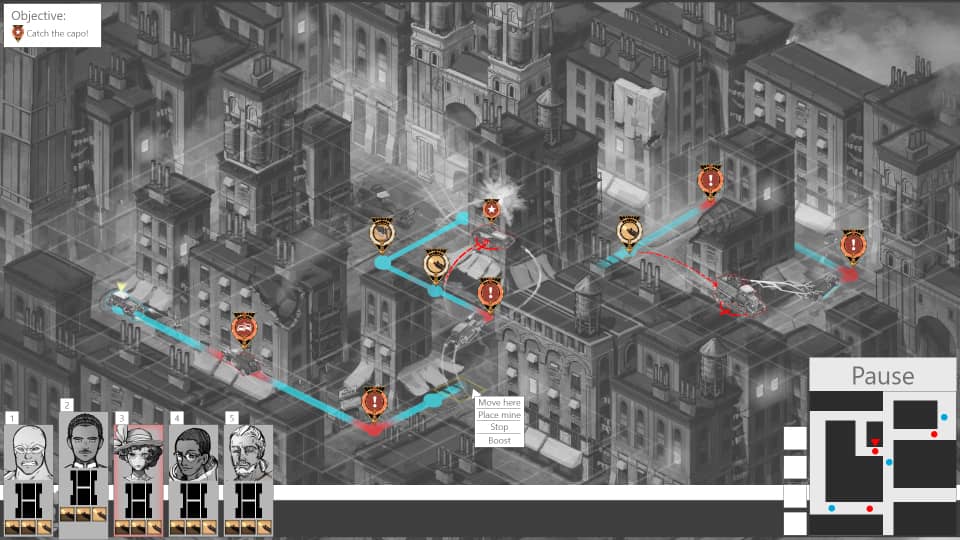 Objective:
Catch the capo!
Move here
Place mine
Stop
Boost
Pause
1
2
3
4
5